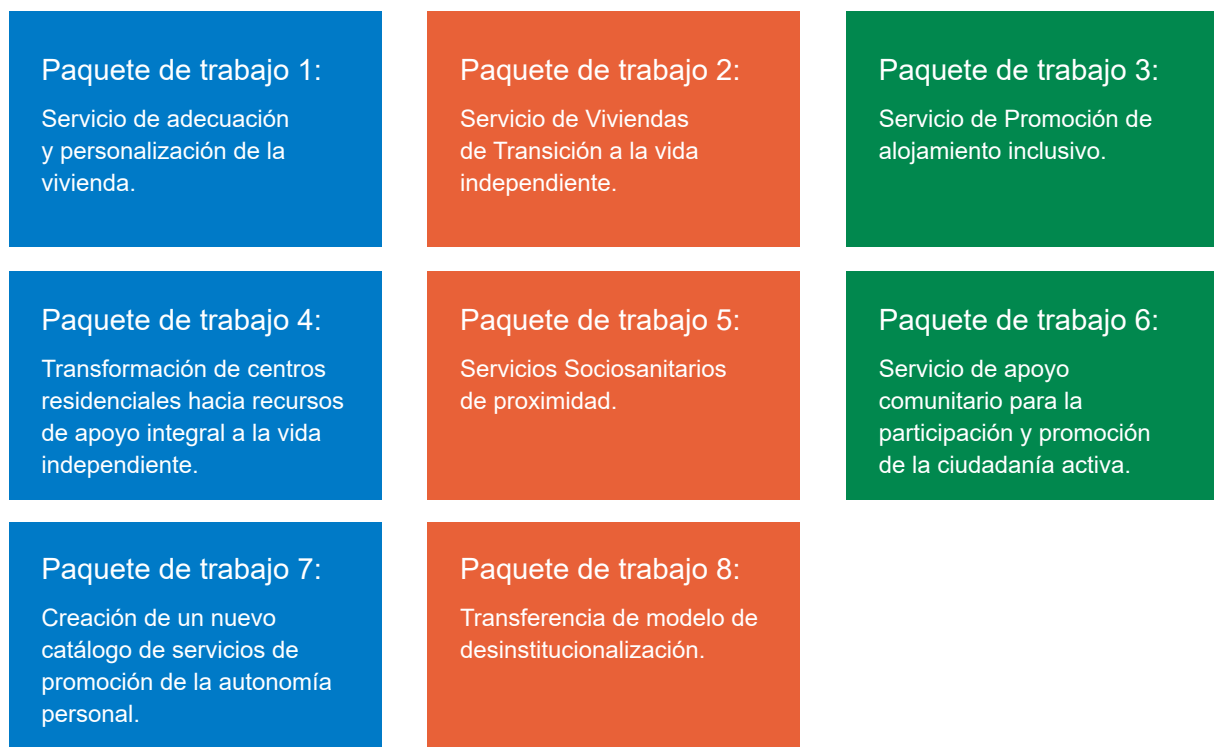 Paquete de trabajo 1:
Servicio de adecuación
y personalización de la
vivienda.
Paquete de trabajo 2:
Servicio de Viviendas
de Transición a la vida
independiente.
Paquete de trabajo 3:
Servicio de Promoción de
alojamiento inclusivo.
Paquete de trabajo 4:
Transformación de centros
residenciales hacia recursos
de apoyo integral a la vida
independiente.
Paquete de trabajo 5:
Servicios Sociosanitarios
de proximidad.
Paquete de trabajo 6:
Servicio de apoyo
comunitario para la
participación y promoción
de la ciudadanía activa.
Paquete de trabajo 7:
Creación de un nuevo
catálogo de servicios de
promoción de la autonomía
personal.
Paquete de trabajo 8:
Transferencia de modelo de
desinstitucionalización.